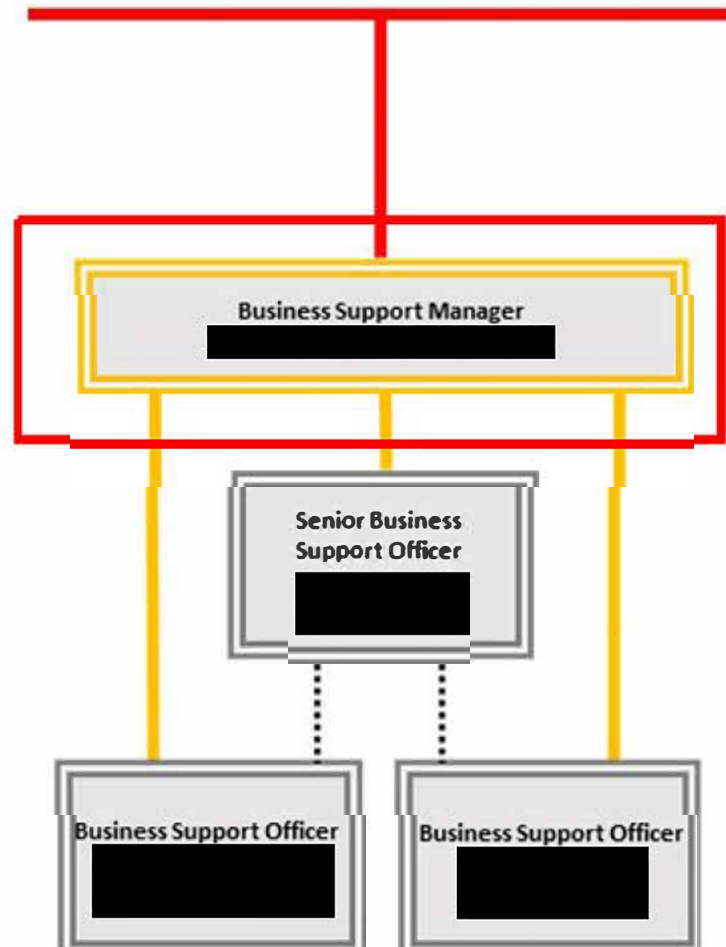 Business Support Manager
Senior Business
Support Officer
Business Support Officer
Business Support Officer